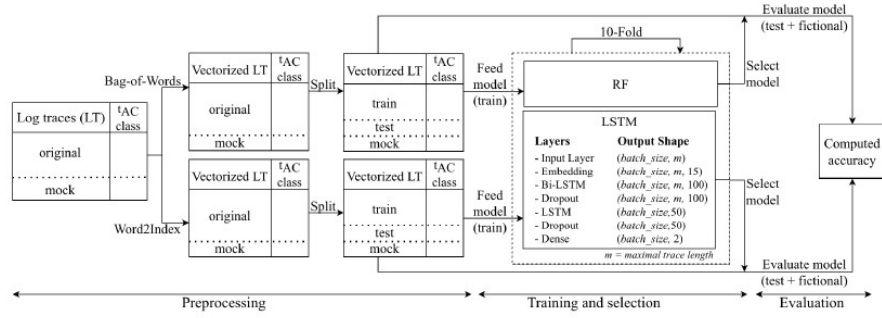 Log traces (LT)
tAC
class
original
mock
Bag-of-Words
Word2Index
Vectorized LT
tAC
class
original
mock
Vectorized LT
tAC
class
original
mock
Split
Split
Vectorized LT
tAC
class
train
test
mock
Vectorized LT
tAC
class
train
test
mock
Feed
model
(train)
Feed
model
(train)
10-Fold
RF
LSTM
Layers Output Shape
- Input Layer (batch_size, m)
- Embedding (batch_size, m, 15)
- Bi-LSTM (batch_size, m, 100)
- Dropout (batch_size, m, 100)
- LSTM (batch_size,50)
- Dropout (batch_size,50)
- Dense (batch_size, 2)
m = maximal trace length
Select
model
Select
model
Evaluate model
(test + fictional)
Computed
accuracy
Evaluate model
(test + fictional)
Preprocessing
Training and selection
Evaluation